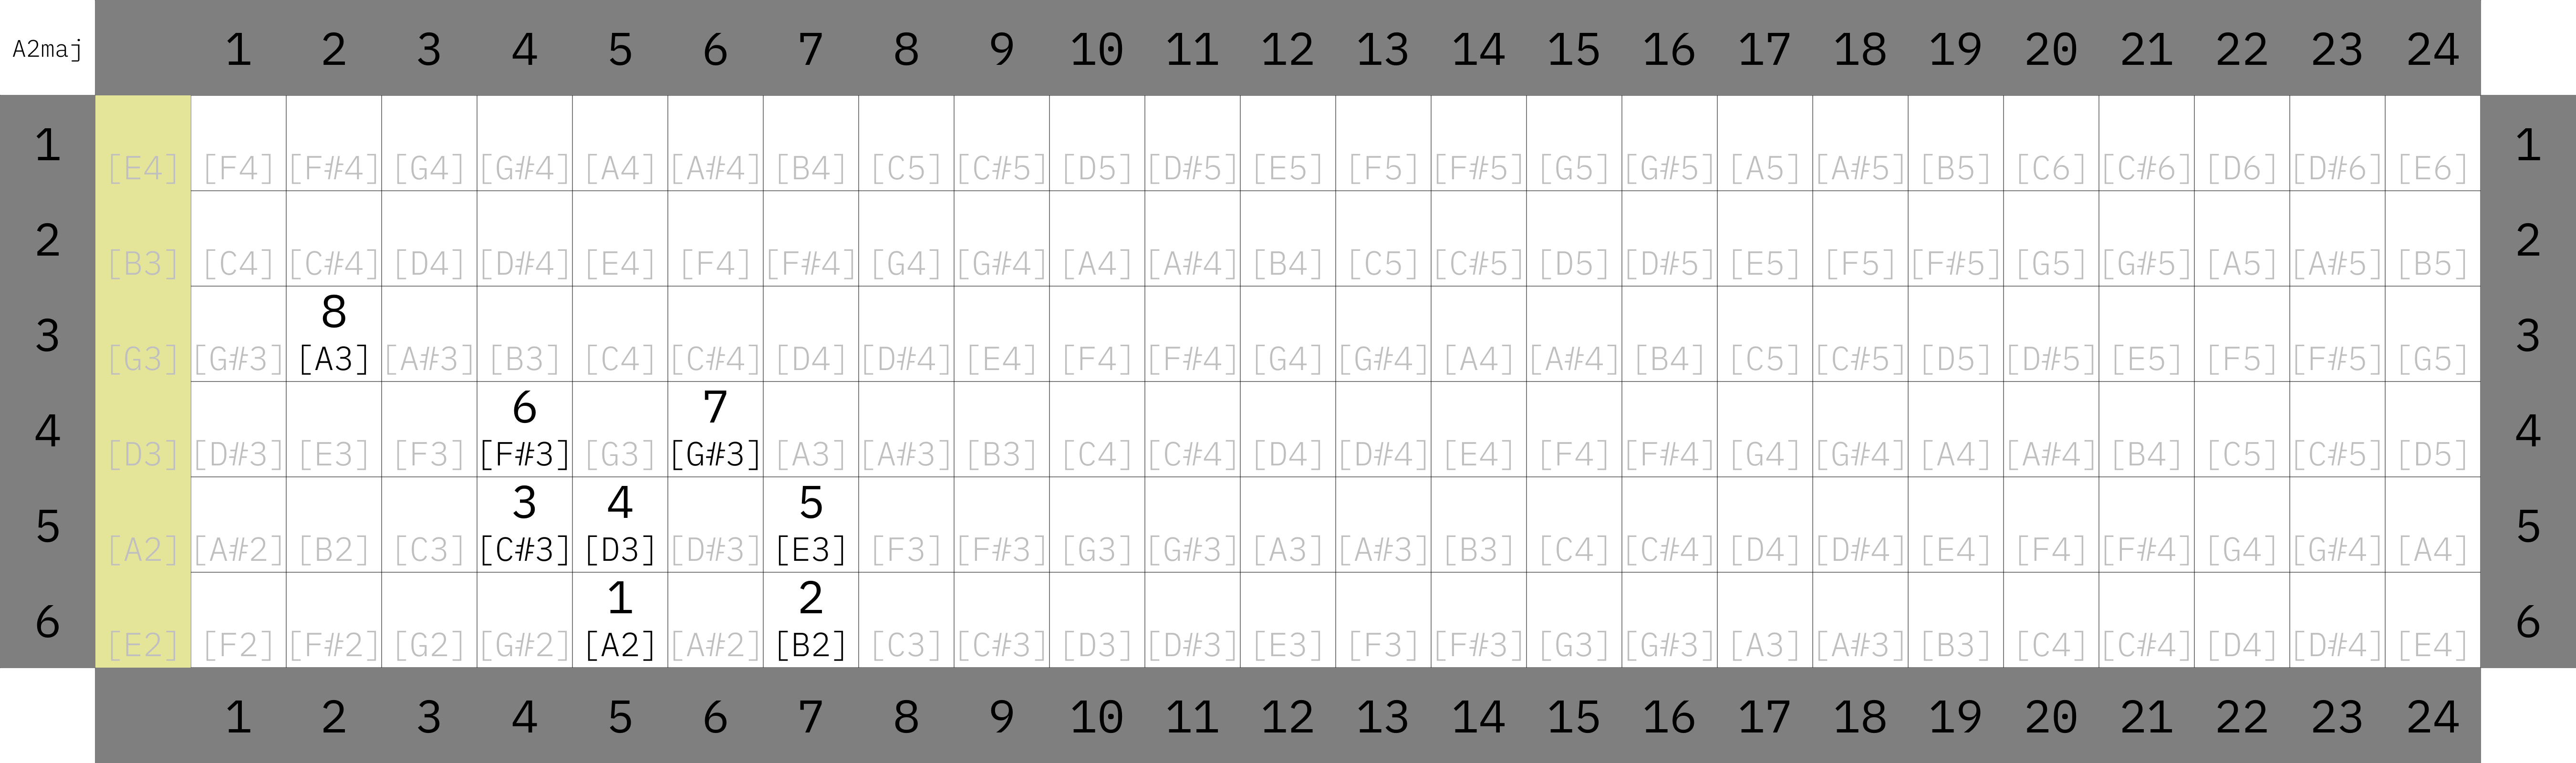 A2maj 1 2 3 4 5 6 7 8 9 10 11 12 13 14 15 16 17 18 19 20 21 22 23 24
1 [E4] [F4] [F#4] [G4] [G#4] [A4] [A#4] [B4] [C5] [C#5] [D5] [D#5] [E5] [F5] [F#5] [G5] [G#5] [A5] [A#5] [B5] [C6] [C#6] [D6] [D#6] [E6] 1
2 [B3] [C4] [C#4] [D4] [D#4] [E4] [F4] [F#4] [G4] [G#4] [A4] [A#4] [B4] [C5] [C#5] [D5] [D#5] [E5] [F5] [F#5] [G5] [G#5] [A5] [A#5] [B5] 2
8
3 [G3] [G#3] [A3] [A#3] [B3] [C4] [C#4] [D4] [D#4] [E4] [F4] [F#4] [G4] [G#4] [A4] [A#4] [B4] [C5] [C#5] [D5] [D#5] [E5] [F5] [F#5] [G5] 3
6 7
4 [D3] [D#3] [E3] [F3] [F#3] [G3] [G#3] [A3] [A#3] [B3] [C4] [C#4] [D4] [D#4] [E4] [F4] [F#4] [G4] [G#4] [A4] [A#4] [B4] [C5] [C#5] [D5] 4
3 4 5
5 [A2] [A#2] [B2] [C3] [C#3] [D3] [D#3] [E3] [F3] [F#3] [G3] [G#3] [A3] [A#3] [B3] [C4] [C#4] [D4] [D#4] [E4] [F4] [F#4] [G4] [G#4] [A4] 5
1 2
6 [E2] [F2] [F#2] [G2] [G#2] [A2] [A#2] [B2] [C3] [C#3] [D3] [D#3] [E3] [F3] [F#3] [G3] [G#3] [A3] [A#3] [B3] [C4] [C#4] [D4] [D#4] [E4] 6
1 2 3 4 5 6 7 8 9 10 11 12 13 14 15 16 17 18 19 20 21 22 23 24